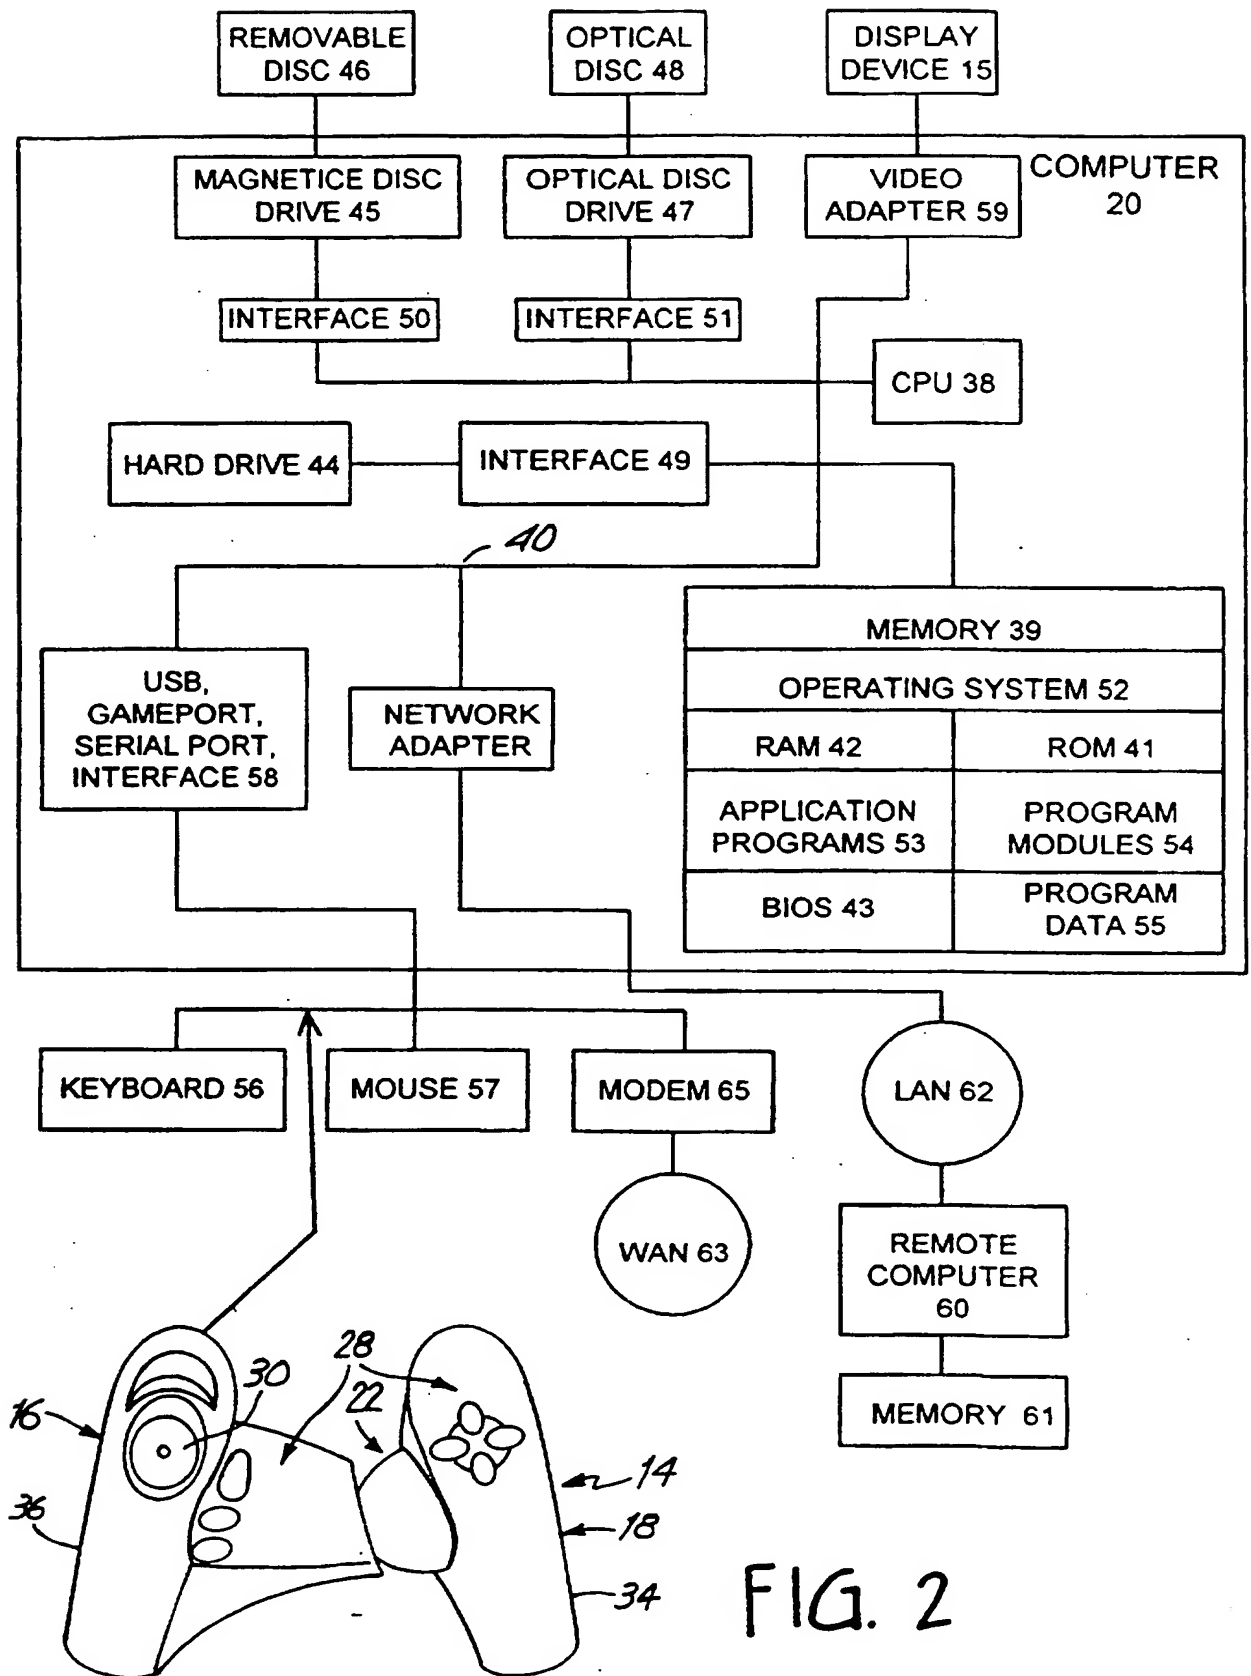 REMOVABLE
DISC 46
OPTICAL
DISC 48
DISPLAY
DEVICE 15
COMPUTER
20
MAGNETICE DISC
DRIVE 45
OPTICAL DISC
DRIVE 47
VIDEO
ADAPTER 59
INTERFACE 50
INTERFACE 51
CPU 38
HARD DRIVE 44
INTERFACE 49
40
MEMORY 39
OPERATING SYSTEM 52
RAM 42
ROM 41
APPLICATION
PROGRAMS 53
PROGRAM
MODULES 54
BIOS 43
PROGRAM
DATA 55
USB,
GAMEPORT,
SERIAL PORT,
INTERFACE 58
NETWORK
ADAPTER
KEYBOARD 56
MOUSE 57
MODEM 65
LAN 62
WAN 63
REMOTE
COMPUTER
60
MEMORY 61
28
30
22
16
14
36
18
34
FIG. 2